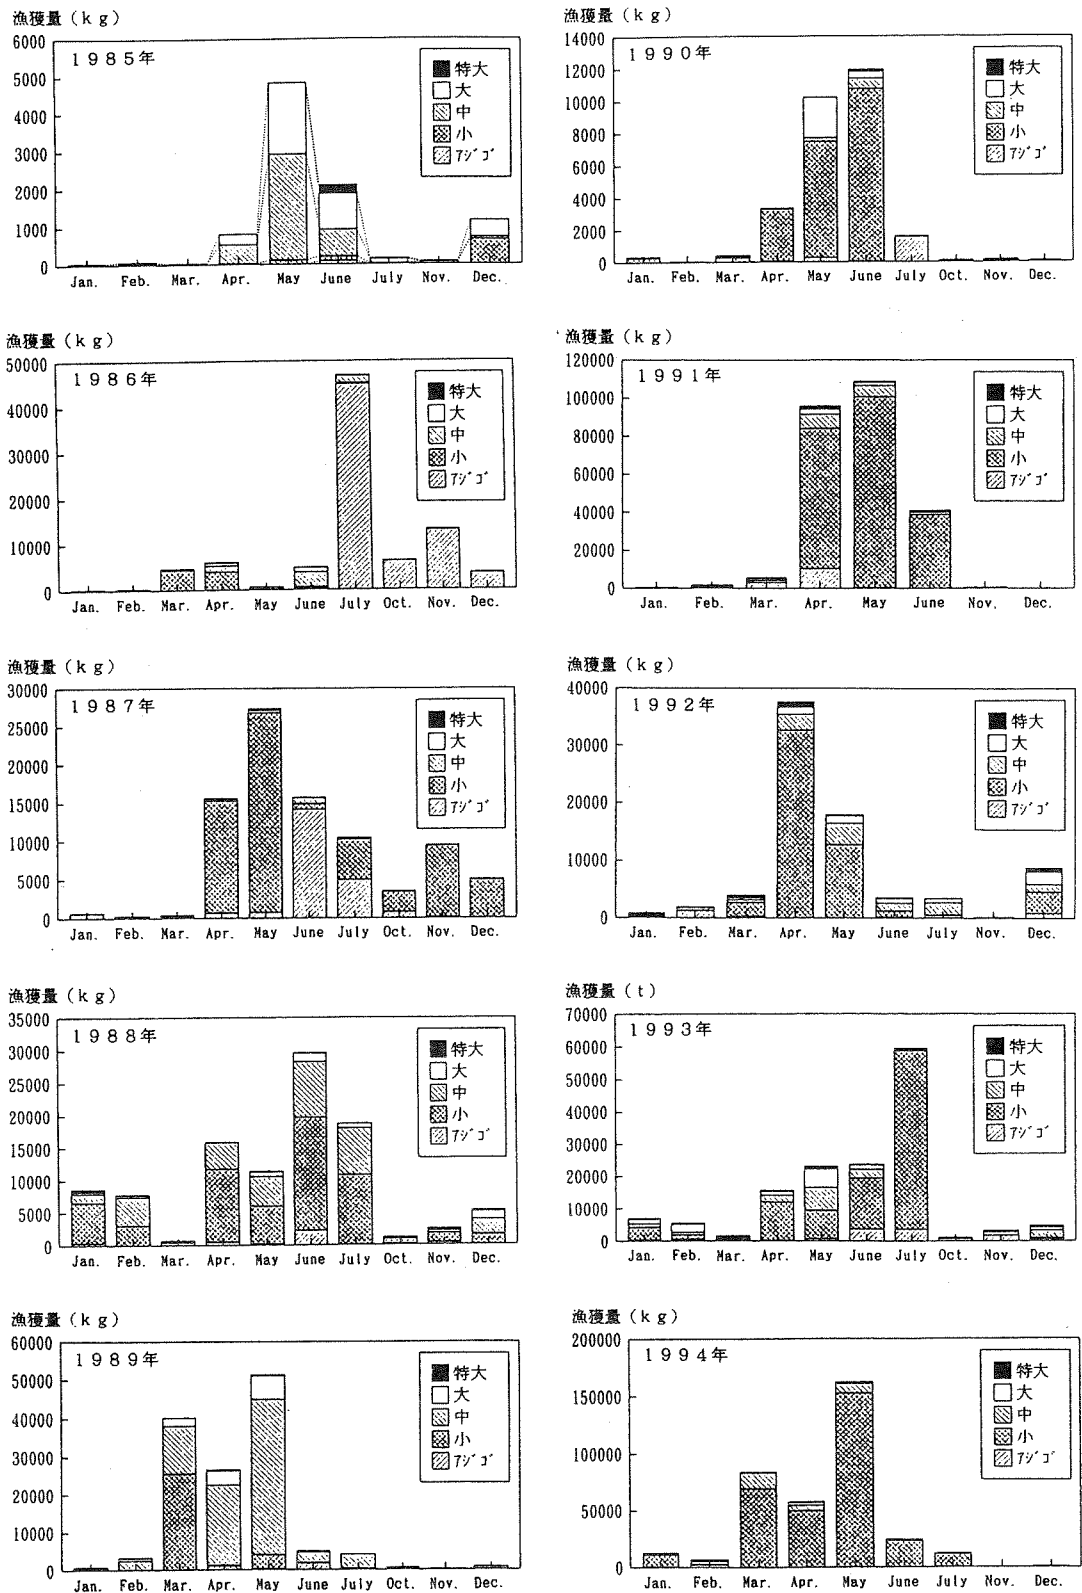 漁獲量（ｋｇ）
1985年
6000
5000
4000
3000
2000
1000
0
特大
大
中
小
ｱｼﾞｺﾞ
Jan. Feb. Mar. Apr. May June July Nov. Dec.
漁獲量（ｋｇ）
1990年
14000
12000
10000
8000
6000
4000
2000
0
特大
大
中
小
ｱｼﾞｺﾞ
Jan. Feb. Mar. Apr. May June July Oct. Nov. Dec.
漁獲量（ｋｇ）
1986年
50000
40000
30000
20000
10000
0
特大
大
中
小
ｱｼﾞｺﾞ
Jan. Feb. Mar. Apr. May June July Oct. Nov. Dec.
漁獲量（ｋｇ）
1991年
120000
100000
80000
60000
40000
20000
0
特大
大
中
小
ｱｼﾞｺﾞ
Jan. Feb. Mar. Apr. May June Nov. Dec.
漁獲量（ｋｇ）
1987年
30000
25000
20000
15000
10000
5000
0
特大
大
中
小
ｱｼﾞｺﾞ
Jan. Feb. Mar. Apr. May June July Oct. Nov. Dec.
漁獲量（ｋｇ）
1992年
40000
30000
20000
10000
0
特大
大
中
小
ｱｼﾞｺﾞ
Jan. Feb. Mar. Apr. May June July Nov. Dec.
漁獲量（ｋｇ）
1988年
35000
30000
25000
20000
15000
10000
5000
0
特大
大
中
小
ｱｼﾞｺﾞ
Jan. Feb. Mar. Apr. May June July Oct. Nov. Dec.
漁獲量（ｔ）
1993年
70000
60000
50000
40000
30000
20000
10000
0
特大
大
中
小
ｱｼﾞｺﾞ
Jan. Feb. Mar. Apr. May June July Oct. Nov. Dec.
漁獲量（ｋｇ）
1989年
60000
50000
40000
30000
20000
10000
0
特大
大
中
小
ｱｼﾞｺﾞ
Jan. Feb. Mar. Apr. May June July Oct. Nov. Dec.
漁獲量（ｋｇ）
1994年
200000
150000
100000
50000
0
特大
大
中
小
ｱｼﾞｺﾞ
Jan. Feb. Mar. Apr. May June July Oct. Nov. Dec.